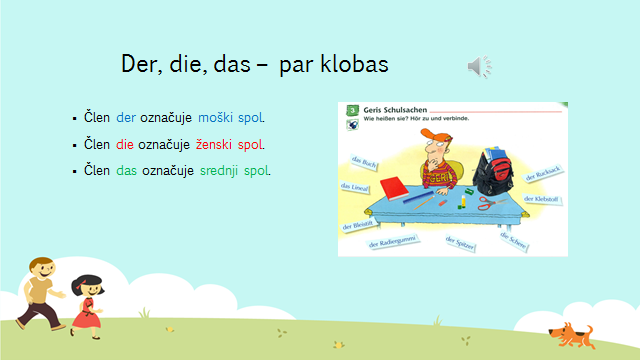 Der, die, das – par klobas
▪ Člen der označuje moški spol.
▪ Člen die označuje ženski spol.
▪ Člen das označuje srednji spol.
3 Geris Schulsachen
Wie heißen sie? Hör zu und verbinde.
das Buch
der Rucksack
das Lineal
der Klebstoff
GERI
der Bleistift
der Radiergummi
der Spitzer
die Schere